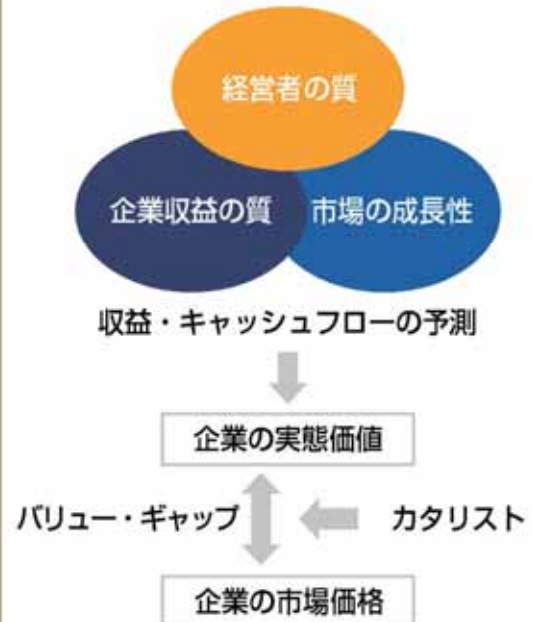 経営者の質
企業収益の質
市場の成長性
収益・キャッシュフローの予測
企業の実態価値
バリュー・ギャップ
カタリスト
企業の市場価格